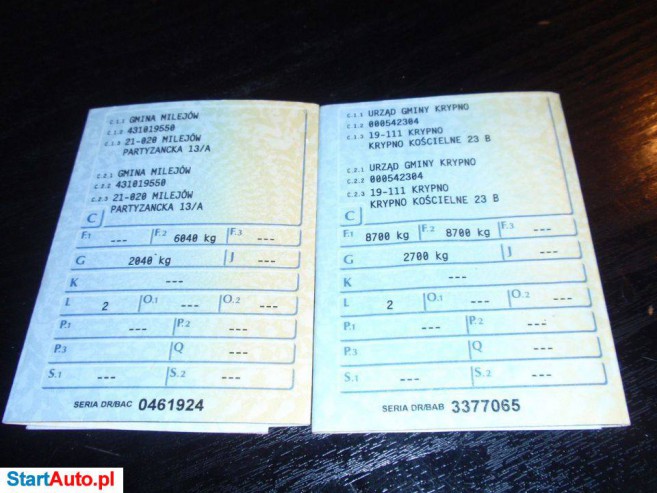 C.1.1 GMINA MILEJÓW
C.1.2 431019550
C.1.3 21-020 MILEJÓW
PARTYZANCKA 13/A
C.2.1 GMINA MILEJÓW
C.2.2 431019550
C.2.3 21-020 MILEJÓW
PARTYZANCKA 13/A
C
F.1 --- F.2 6040 kg F.3 ---
G 2040 kg J ---
K ---
L 2 O.1 --- O.2 ---
P.1 --- P.2 ---
P.3 Q ---
S.1 --- S.2 ---
SERIA DR/BAC 0461924
C.1.1 URZĄD GMINY KRYPNO
C.1.2 000542304
C.1.3 19-111 KRYPNO
KRYPNO KOŚCIELNE 23 B
C.2.1 URZĄD GMINY KRYPNO
C.2.2 000542304
C.2.3 19-111 KRYPNO
KRYPNO KOŚCIELNE 23 B
C
F.1 8700 kg F.2 8700 kg F.3 ---
G 2700 kg J ---
K ---
L 2 O.1 --- O.2 ---
P.1 --- P.2 ---
P.3 Q ---
S.1 --- S.2 ---
SERIA DR/BAB 3377065
StartAuto.pl